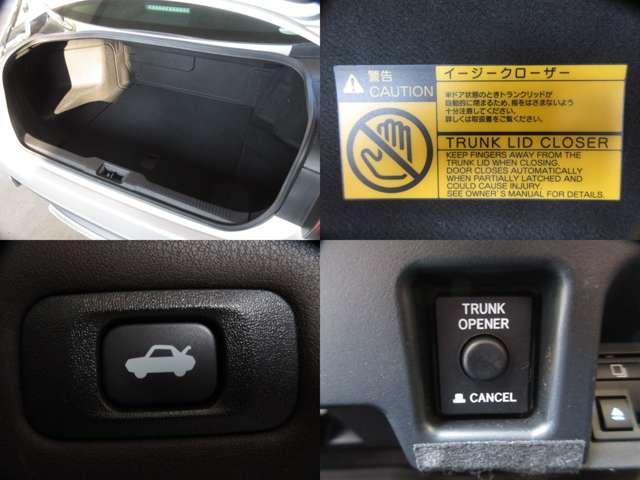 警告
CAUTION
イージークローザー
半ドア状態のときトランクリッドが
自動的に閉まるため、指をはさまないよう
十分注意してください。
詳しくは取扱書をご覧ください。
TRUNK LID CLOSER
KEEP FINGERS AWAY FROM THE
TRUNK LID WHEN CLOSING.
DOOR CLOSES AUTOMATICALLY
WHEN PARTIALLY LATCHED AND
COULD CAUSE INJURY.
SEE OWNER'S MANUAL FOR DETAILS.
TRUNK
OPENER
CANCEL